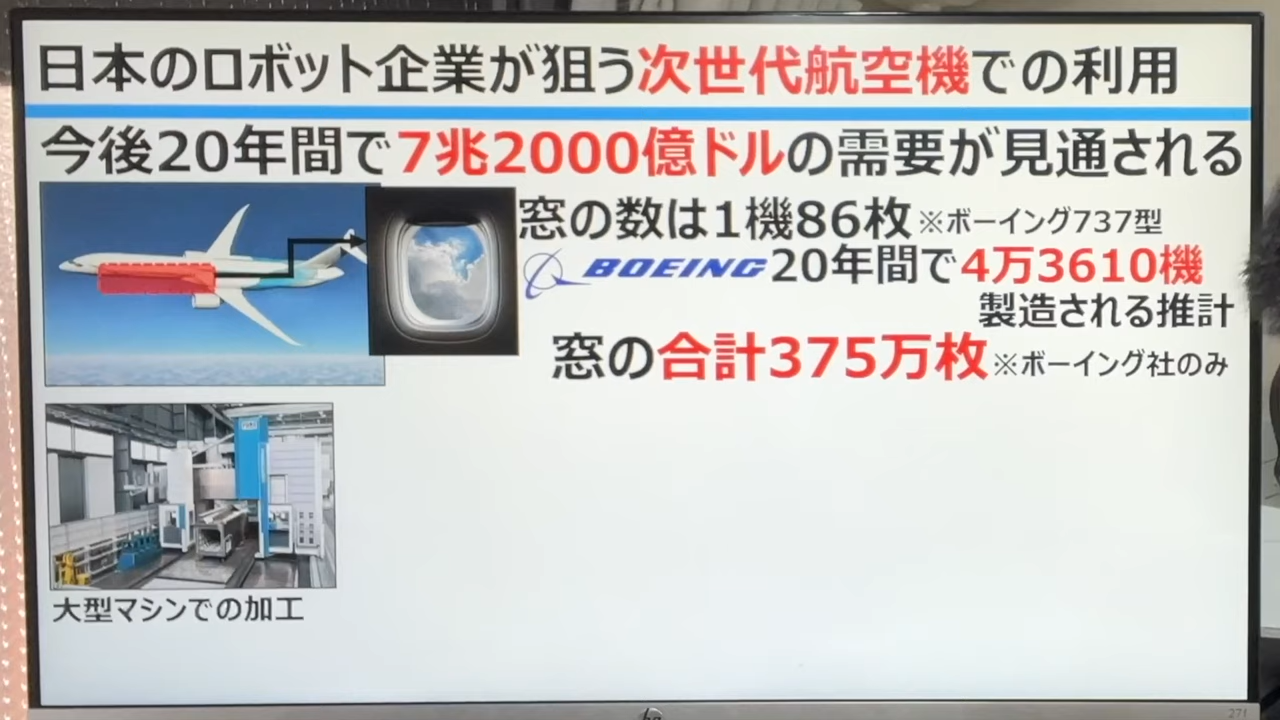 日本のロボット企業が狙う次世代航空機での利用
今後20年間で7兆2000億ドルの需要が見通される
窓の数は1機86枚 ※ボーイング737型
BOEING 20年間で4万3610機
製造される推計
窓の合計375万枚 ※ボーイング社のみ
大型マシンでの加工
hp